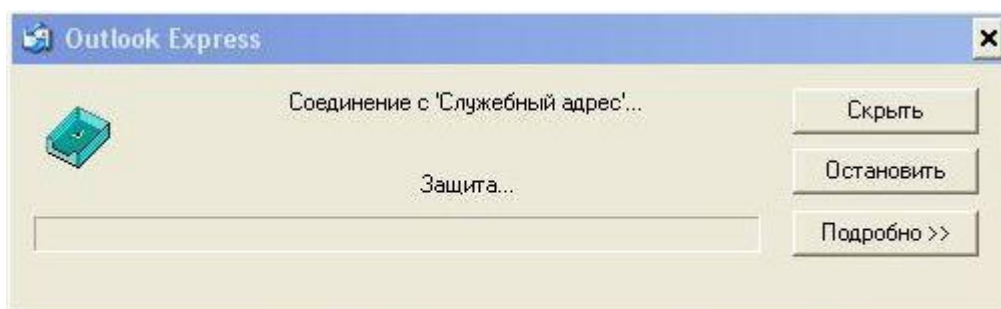 Outlook Express
Соединение с 'Служебный адрес'...
Скрыть
Защита...
Остановить
Подробно >>